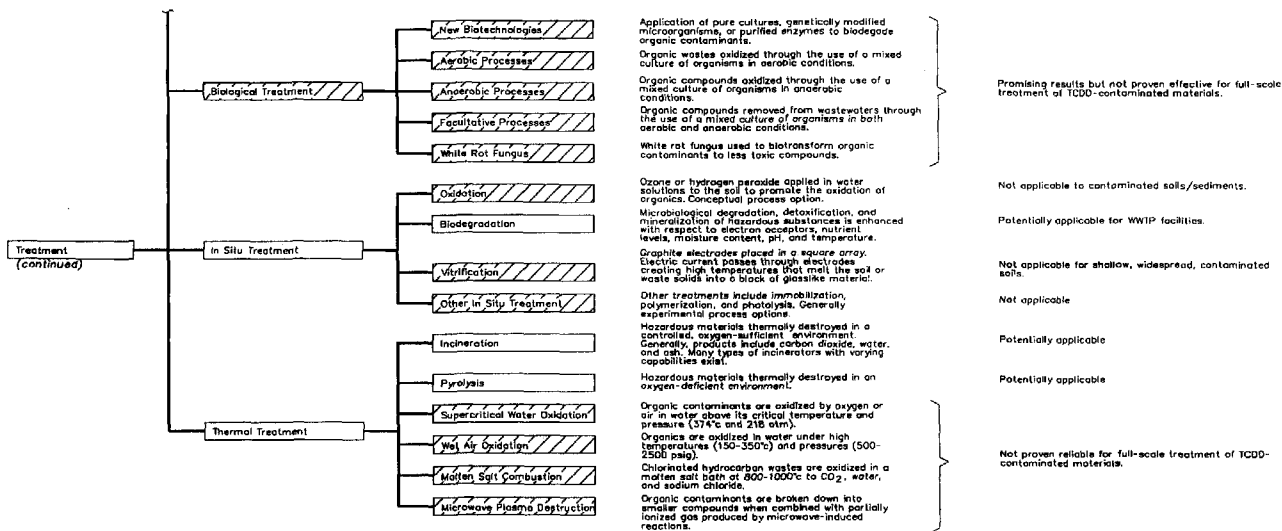 New Biotechnologies
Application of pure cultures, genetically modified
microorganisms, or purified enzymes to biodegade
organic contaminants.
Aerobic Processes
Organic wastes oxidized through the use of a mixed
culture of organisms in aerobic conditions.
Biological Treatment
Anaerobic Processes
Organic compounds oxidized through the use of a
mixed culture of organisms in anaerobic
conditions.
Promising results but not proven effective for full-scale
treatment of TCDD-contaminated materials.
Facultative Processes
Organic compounds removed from wastewaters through
the use of a mixed culture of organisms in both
aerobic and anaerobic conditions.
White Rot Fungus
White rot fungus used to biotransform organic
contaminants to less toxic compounds.
Oxidation
Ozone or hydrogen peroxide applied in water
solutions to the soil to promote the oxidation of
organics. Conceptual process option.
Not applicable to contaminated soils/sediments.
Biodegradation
Microbiological degradation, detoxification, and
mineralization of hazardous substances is enhanced
with respect to electron acceptors, nutrient
levels, moisture content, pH, and temperature.
Potentially applicable for WWTP facilities.
Treatment
(continued)
In Situ Treatment
Vitrification
Graphite electrodes placed in a square array.
Electric current passes through electrodes
creating high temperatures that melt the soil or
waste solids into a block of glasslike material.
Not applicable for shallow, widespread, contaminated
soils.
Other In Situ Treatment
Other treatments include immobilization,
polymerization, and photolysis. Generally
experimental process options.
Not applicable
Incineration
Hazardous materials thermally destroyed in a
controlled, oxygen-sufficient environment.
Generally, products include carbon dioxide, water,
and ash. Many types of incinerators with varying
capabilities exist.
Potentially applicable
Pyrolysis
Hazardous materials thermally destroyed in an
oxygen-deficient environment.
Potentially applicable
Supercritical Water Oxidation
Organic contaminants are oxidized by oxygen or
air in water above its critical temperature and
pressure (374°c and 218 atm).
Thermal Treatment
Wet Air Oxidation
Organics are oxidized in water under high
temperatures (150-350°c) and pressures (500-
2500 psig).
Not proven reliable for full-scale treatment of TCDD-
contaminated materials.
Molten Salt Combustion
Chlorinated hydrocarbon wastes are oxidized in a
molten salt bath at 800-1000°c to CO2, water,
and sodium chloride.
Microwave Plasma Destruction
Organic contaminants are broken down into
smaller compounds when combined with partially
ionized gas produced by microwave-induced
reactions.